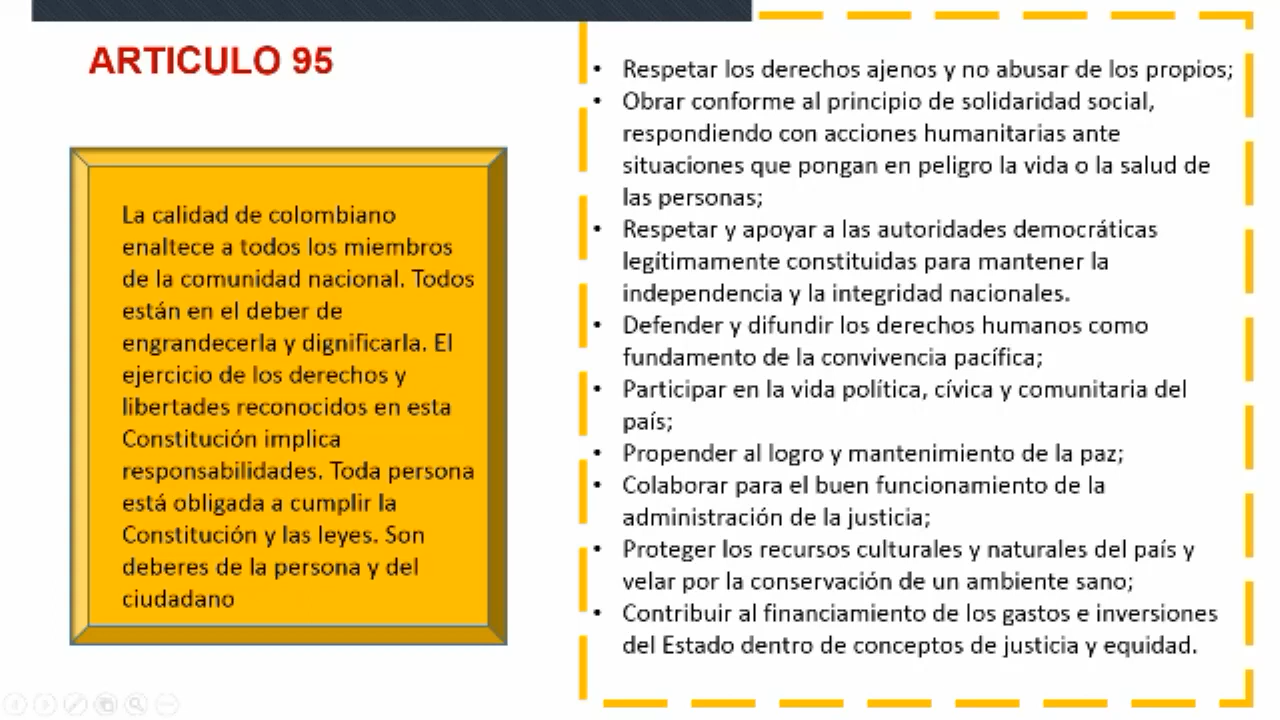 ARTICULO 95
La calidad de colombiano
enaltece a todos los miembros
de la comunidad nacional. Todos
están en el deber de
engrandecerla y dignificarla. El
ejercicio de los derechos y
libertades reconocidos en esta
Constitución implica
responsabilidades. Toda persona
está obligada a cumplir la
Constitución y las leyes. Son
deberes de la persona y del
ciudadano
• Respetar los derechos ajenos y no abusar de los propios;
• Obrar conforme al principio de solidaridad social,
respondiendo con acciones humanitarias ante
situaciones que pongan en peligro la vida o la salud de
las personas;
• Respetar y apoyar a las autoridades democráticas
legítimamente constituidas para mantener la
independencia y la integridad nacionales.
• Defender y difundir los derechos humanos como
fundamento de la convivencia pacífica;
• Participar en la vida política, cívica y comunitaria del
país;
• Propender al logro y mantenimiento de la paz;
• Colaborar para el buen funcionamiento de la
administración de la justicia;
• Proteger los recursos culturales y naturales del país y
velar por la conservación de un ambiente sano;
• Contribuir al financiamiento de los gastos e inversiones
del Estado dentro de conceptos de justicia y equidad.